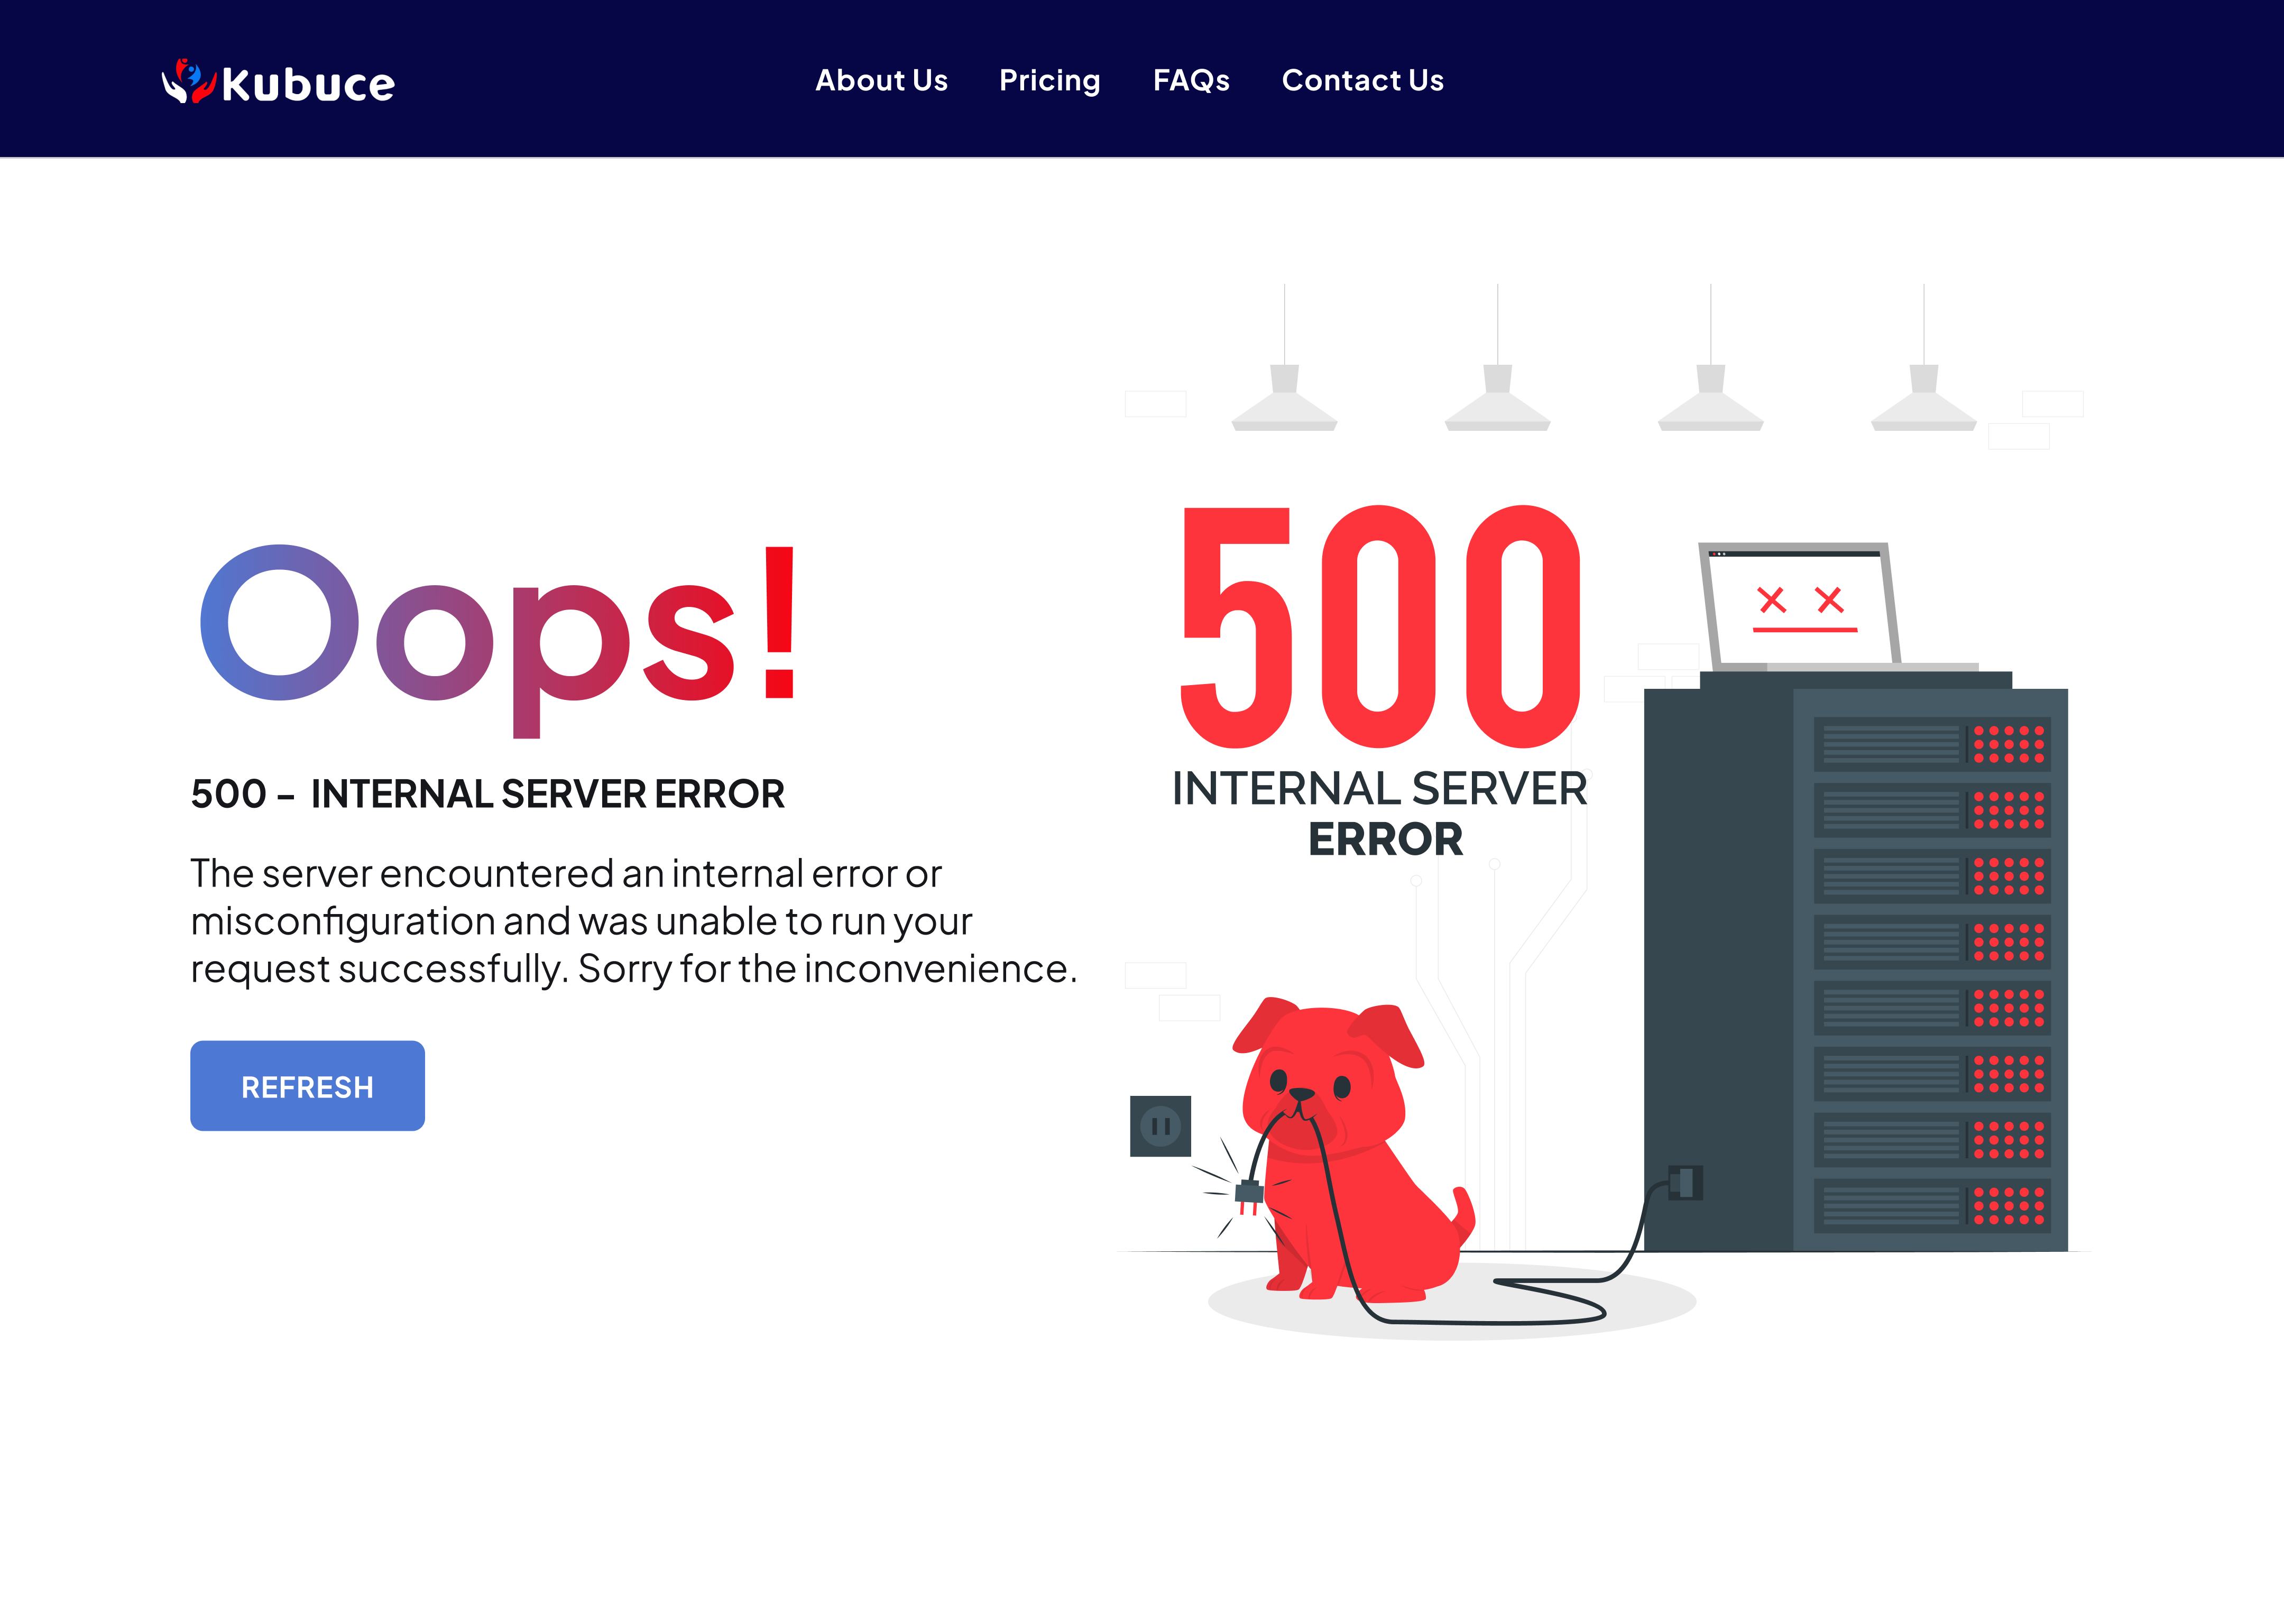 Kubuce
About Us Pricing FAQs Contact Us
Oops!
500 – INTERNAL SERVER ERROR
The server encountered an internal error or
misconfiguration and was unable to run your
request successfully. Sorry for the inconvenience.
REFRESH
500
INTERNAL SERVER
ERROR